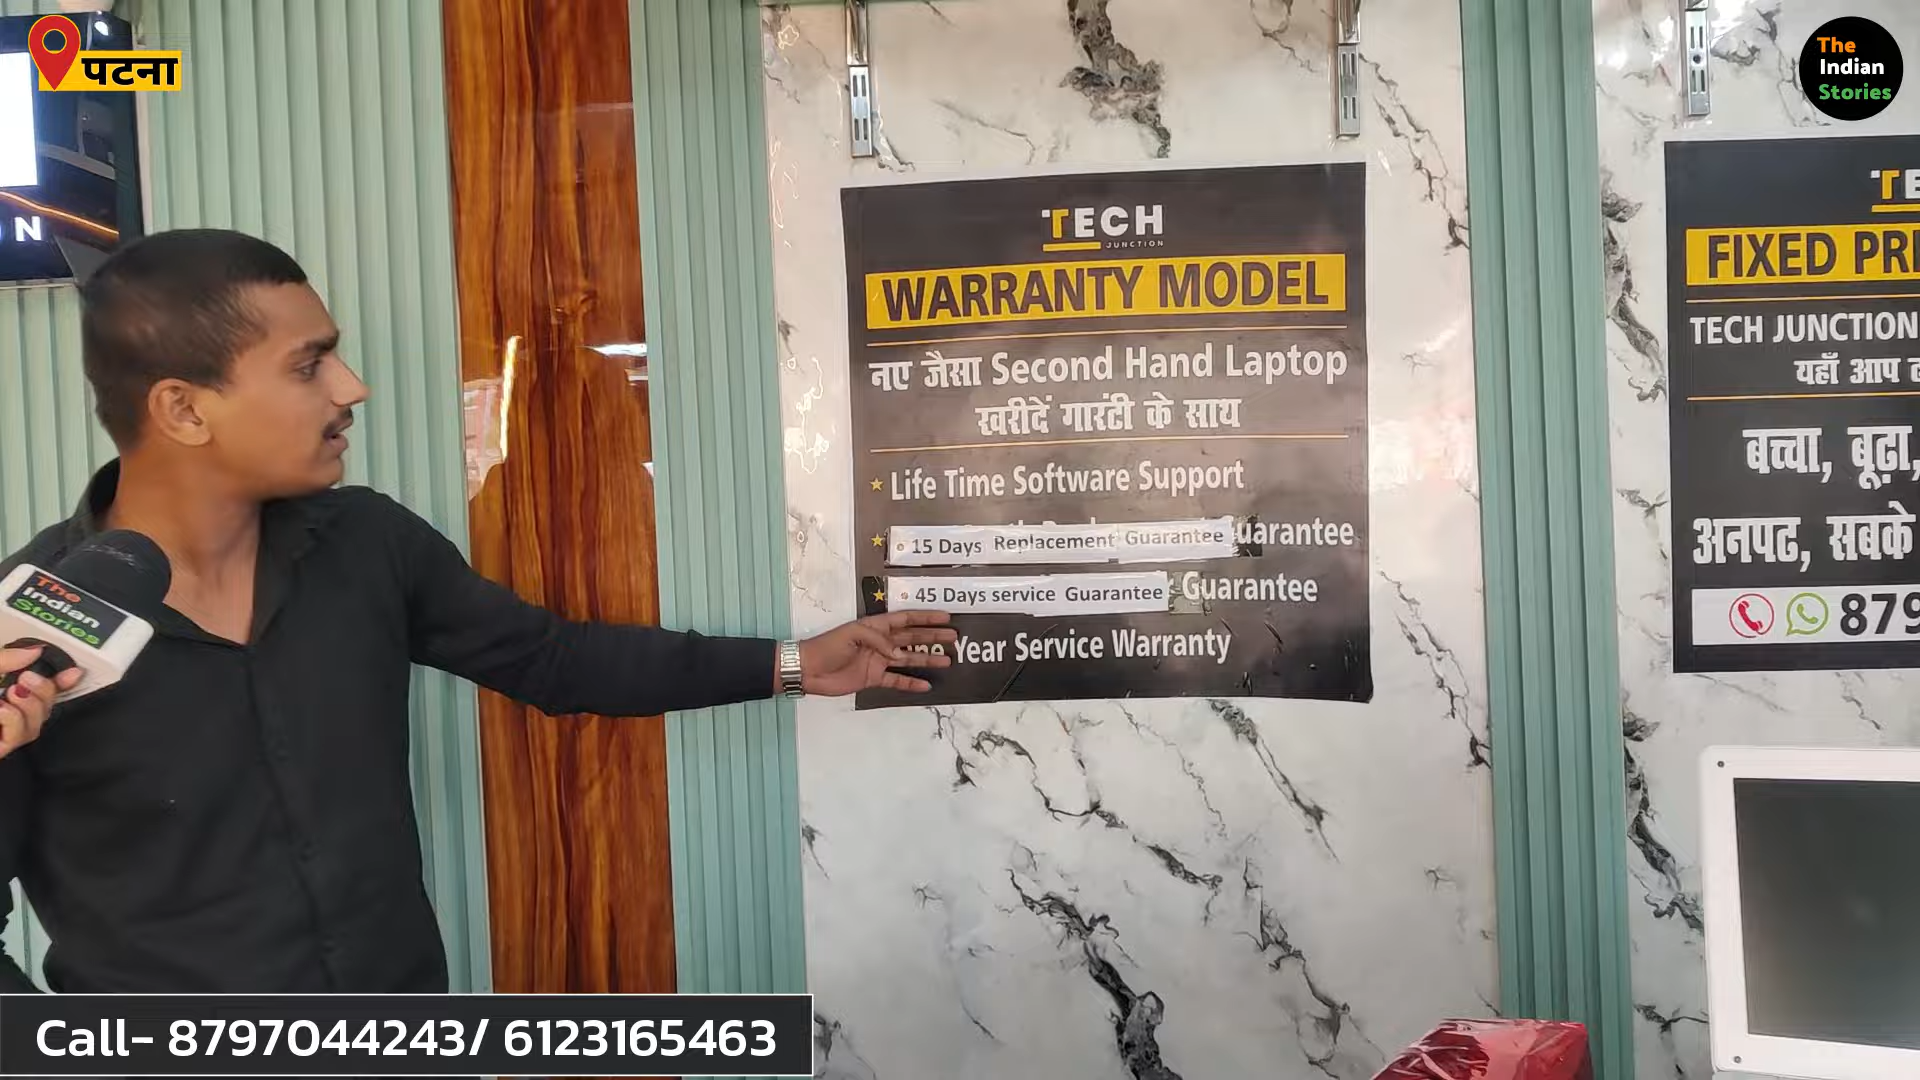 पटना
The
Indian
Stories
N
TECH
JUNCTION
WARRANTY MODEL
नए जैसा Second Hand Laptop
खरीदें गारंटी के साथ
Life Time Software Support
15 Days Replacement Guarantee Guarantee
45 Days service Guarantee Guarantee
One Year Service Warranty
TE
FIXED PRI
TECH JUNCTION
यहाँ आप
बच्चा, बूढ़ा,
अनपढ, सबके
879
The
Indian
Stories
Call- 8797044243/ 6123165463